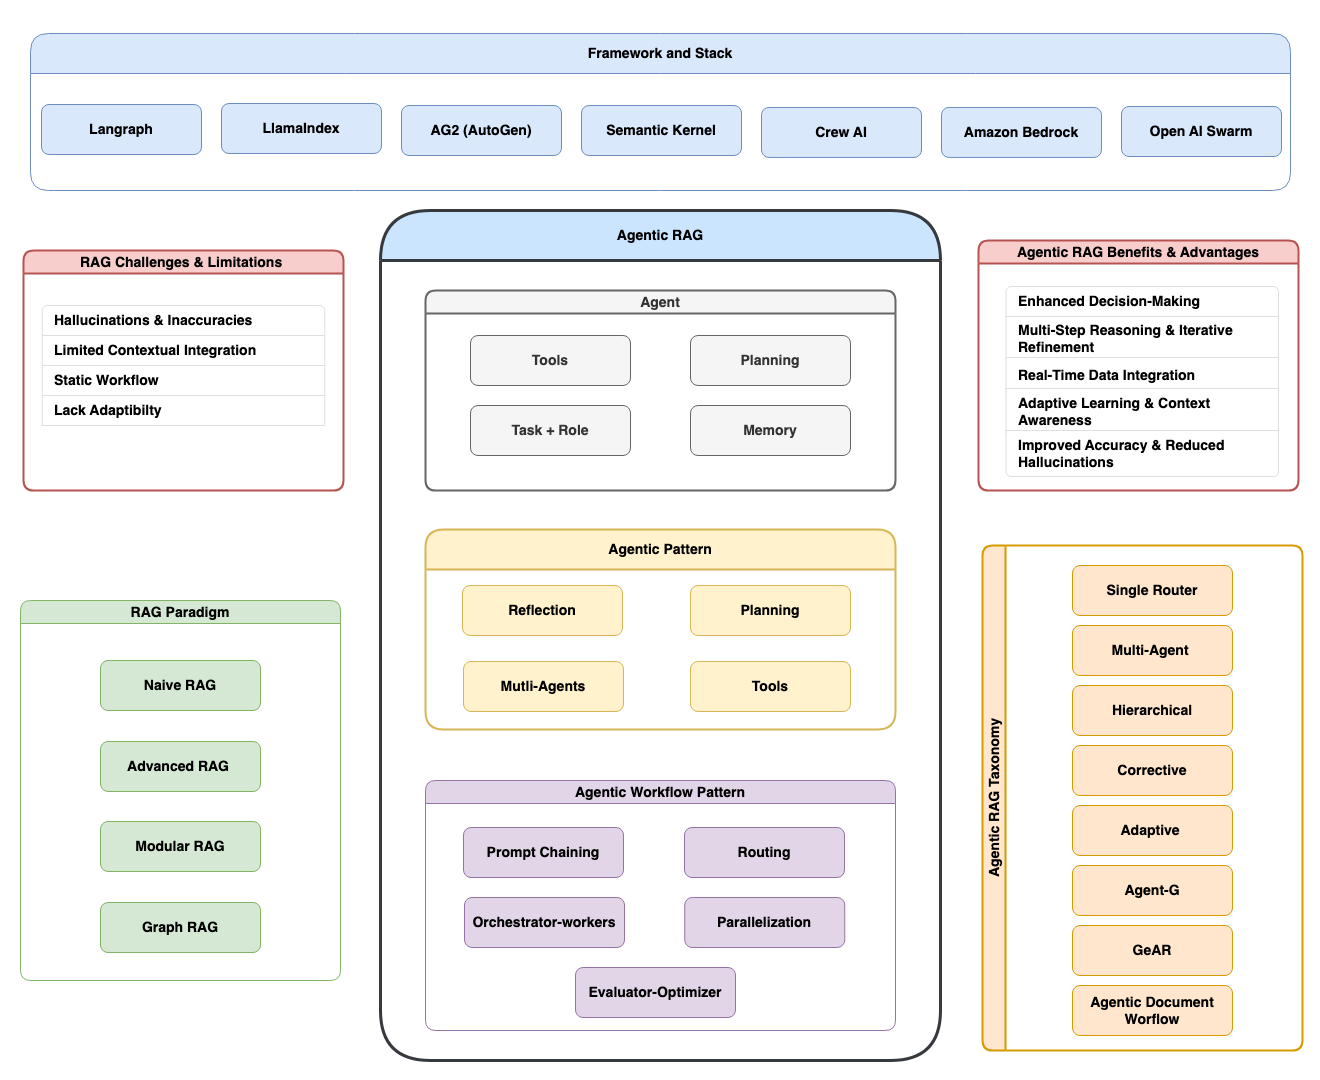 Framework and Stack
Langraph
LlamaIndex
AG2 (AutoGen)
Semantic Kernel
Crew AI
Amazon Bedrock
Open AI Swarm
RAG Challenges & Limitations
Hallucinations & Inaccuracies
Limited Contextual Integration
Static Workflow
Lack Adaptibilty
RAG Paradigm
Naive RAG
Advanced RAG
Modular RAG
Graph RAG
Agentic RAG
Agent
Tools
Planning
Task + Role
Memory
Agentic Pattern
Reflection
Planning
Mutli-Agents
Tools
Agentic Workflow Pattern
Prompt Chaining
Routing
Orchestrator-workers
Parallelization
Evaluator-Optimizer
Agentic RAG Benefits & Advantages
Enhanced Decision-Making
Multi-Step Reasoning & Iterative
Refinement
Real-Time Data Integration
Adaptive Learning & Context
Awareness
Improved Accuracy & Reduced
Hallucinations
Agentic RAG Taxonomy
Single Router
Multi-Agent
Hierarchical
Corrective
Adaptive
Agent-G
GeAR
Agentic Document
Worflow